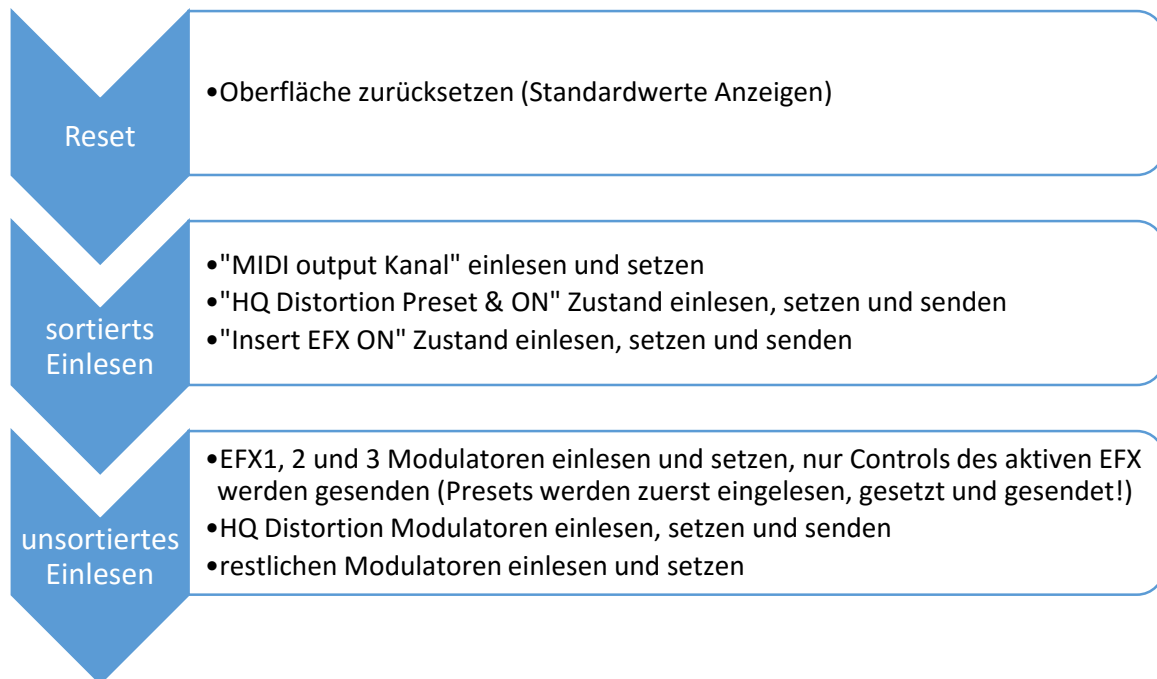 Reset
•Oberfläche zurücksetzen (Standardwerte Anzeigen)
sortierts
Einlesen
•"MIDI output Kanal" einlesen und setzen
•"HQ Distortion Preset & ON" Zustand einlesen, setzen und senden
•"Insert EFX ON" Zustand einlesen, setzen und senden
unsortiertes
Einlesen
•EFX1, 2 und 3 Modulatoren einlesen und setzen, nur Controls des aktiven EFX
werden gesenden (Presets werden zuerst eingelesen, gesetzt und gesendet!)
•HQ Distortion Modulatoren einlesen, setzen und senden
•restlichen Modulatoren einlesen und setzen